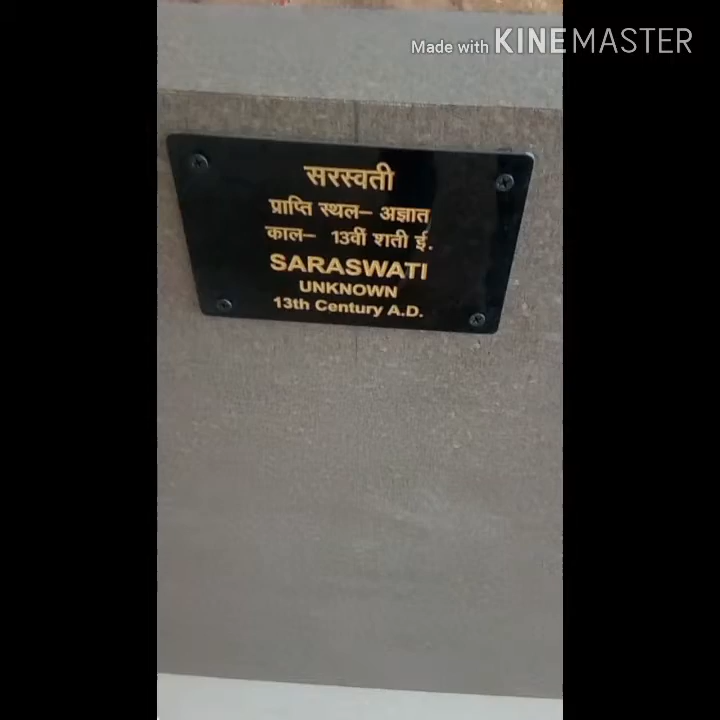 Made with KINEMASTER
सरस्वती
प्राप्ति स्थल– अज्ञात
काल– 13वीं शती ई.
SARASWATI
UNKNOWN
13th Century A.D.